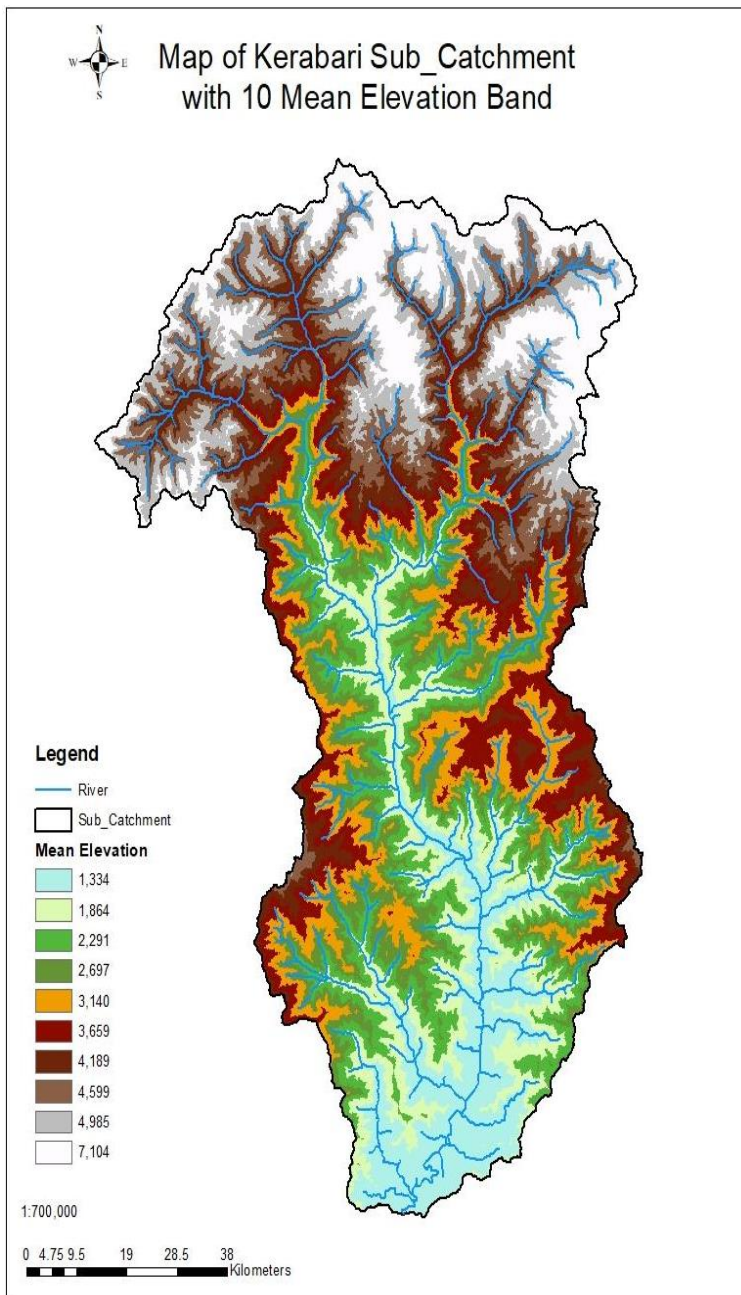 N
W E
S
Map of Kerabari Sub_Catchment
with 10 Mean Elevation Band
Legend
River
Sub_Catchment
Mean Elevation
1,334
1,864
2,291
2,697
3,140
3,659
4,189
4,599
4,985
7,104
1:700,000
0 4.75 9.5 19 28.5 38
Kilometers